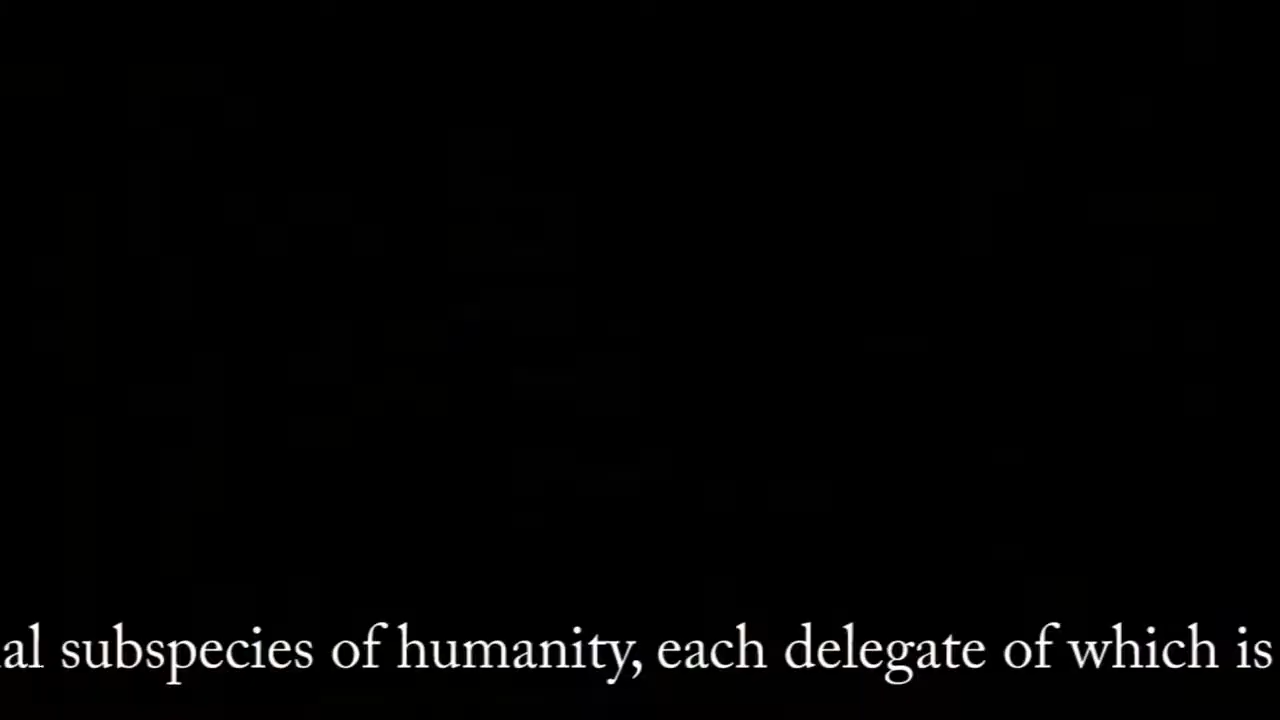 al subspecies of humanity, each delegate of which is